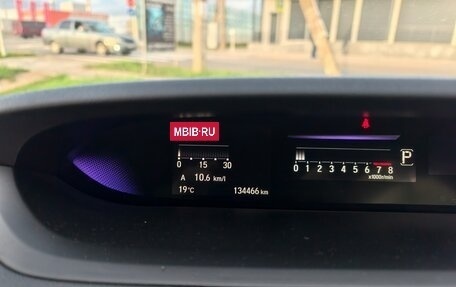 MBIB·RU
0 15 30
A 10.6 km/l
19°C 134466 km
0 1 2 3 4 5 6 7 8
x1000r/min
P